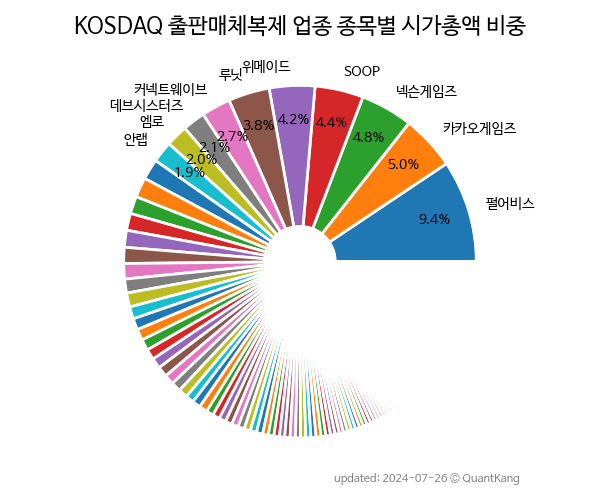 KOSDAQ 출판매체복제 업종 종목별 시가총액 비중
펄어비스
9.4%
카카오게임즈
5.0%
넥슨게임즈
4.8%
SOOP
4.4%
위메이드
4.2%
루닛
3.8%
커넥트웨이브
2.7%
데브시스터즈
2.1%
엠로
2.0%
안랩
1.9%
updated: 2024-07-26 © QuantKang